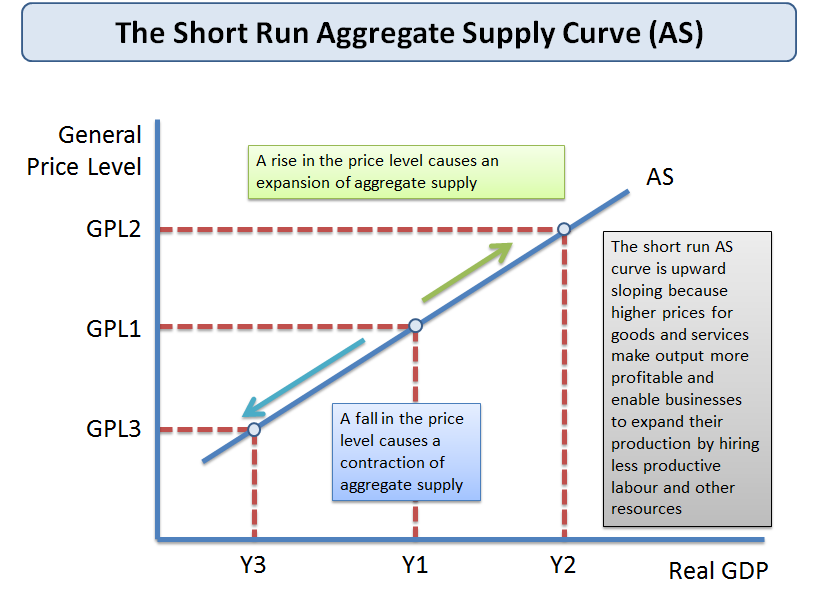 The Short Run Aggregate Supply Curve (AS)
General
Price Level
A rise in the price level causes an
expansion of aggregate supply
AS
GPL2
The short run AS
curve is upward
sloping because
higher prices for
goods and services
make output more
profitable and
enable businesses
to expand their
production by hiring
less productive
labour and other
resources
GPL1
A fall in the price
level causes a
contraction of
aggregate supply
GPL3
Y3
Y1
Y2
Real GDP